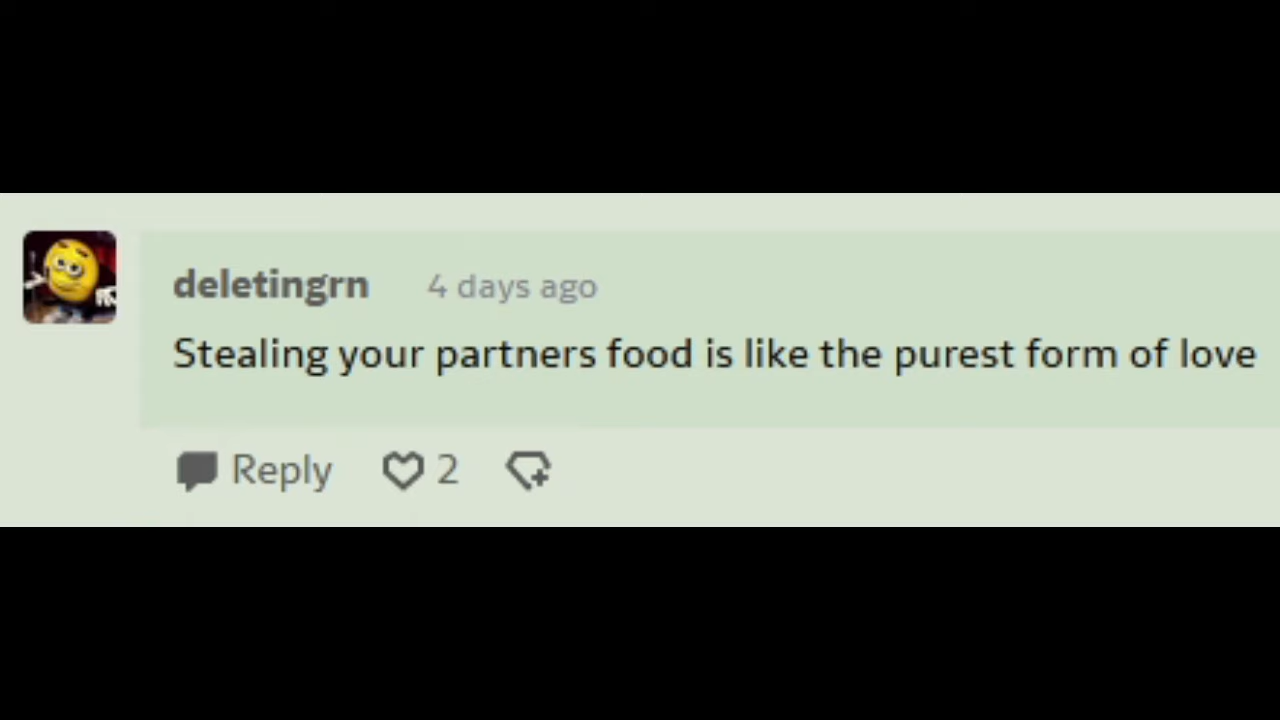 deletingrn 4 days ago
Stealing your partners food is like the purest form of love
Reply 2